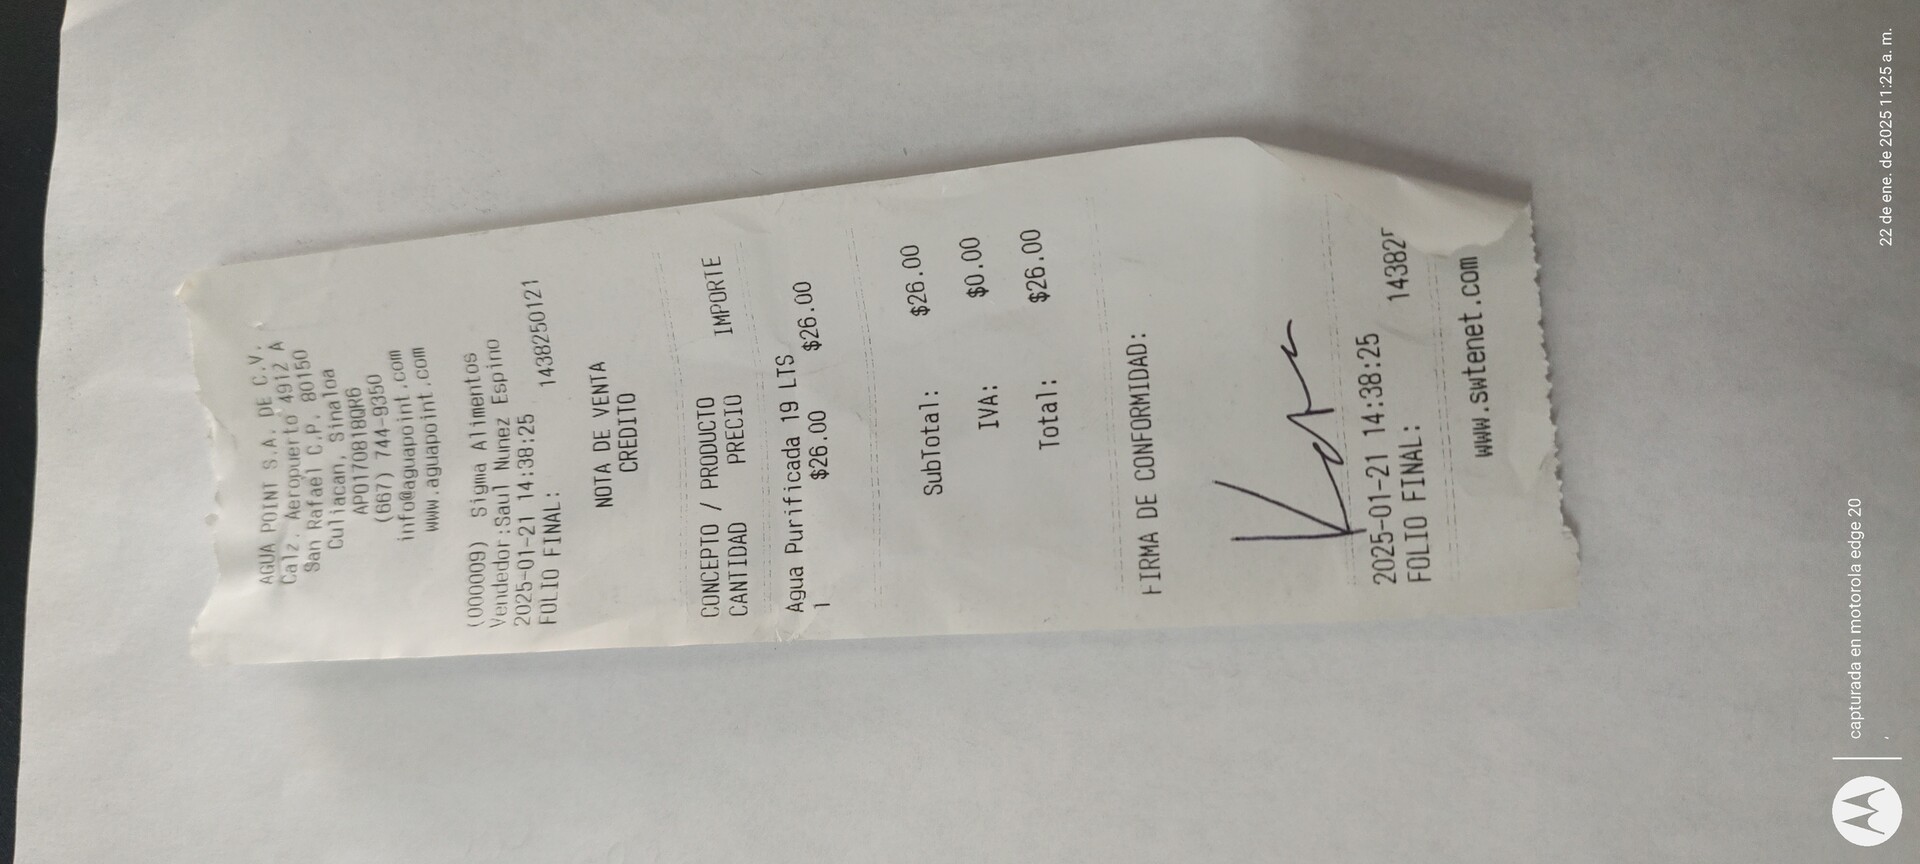 AGUA POINT S.A. DE C.V.
Calz. Aeropuerto 4912 A
San Rafael C.P. 80150
Culiacan, Sinaloa
APO170818QR6
(667) 744-9350
info@aguapoint.com
www.aguapoint.com
(000009) Sigma Alimentos
Vendedor:Saul Nunez Espino
2025-01-21 14:38:25
FOLIO FINAL: 1438250121
NOTA DE VENTA
CREDITO
CONCEPTO / PRODUCTO
CANTIDAD PRECIO IMPORTE
Agua Purificada 19 LTS
1 $26.00 $26.00
SubTotal: $26.00
IVA: $0.00
Total: $26.00
FIRMA DE CONFORMIDAD:
2025-01-21 14:38:25
FOLIO FINAL: 14382
www.swtenet.com
capturada en motorola edge 20
,
22 de ene. de 2025 11:25 a. m.